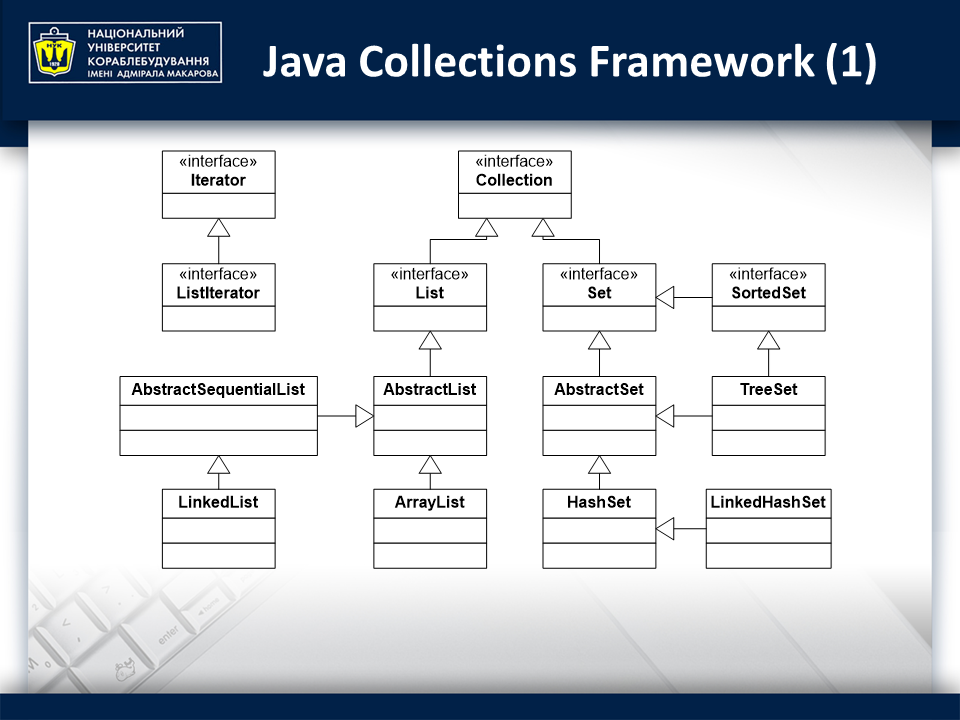 НАЦІОНАЛЬНИЙ
УНІВЕРСИТЕТ
КОРАБЛЕБУДУВАННЯ
ІМЕНІ АДМІРАЛА МАКАРОВА
НУК
1920
Java Collections Framework (1)
«interface»
Iterator
«interface»
Collection
«interface»
ListIterator
«interface»
List
«interface»
Set
«interface»
SortedSet
AbstractSequentialList
AbstractList
AbstractSet
TreeSet
LinkedList
ArrayList
HashSet
LinkedHashSet
enter